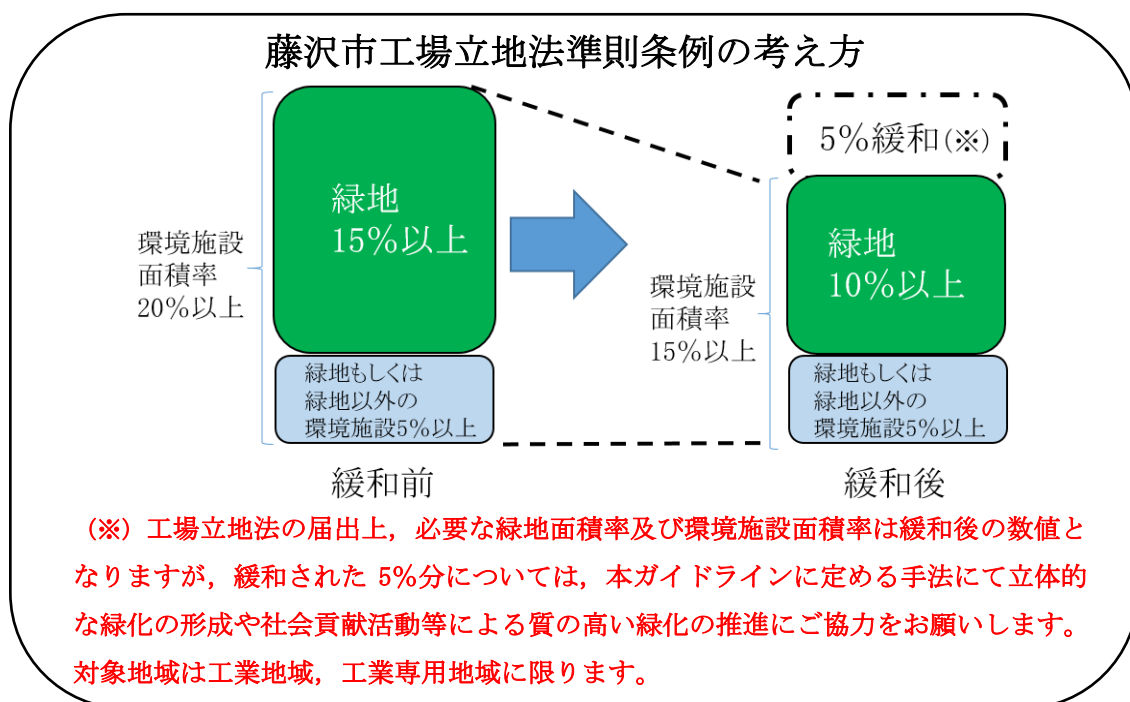 藤沢市工場立地法準則条例の考え方
環境施設
面積率
20%以上
緑地
15%以上
緑地もしくは
緑地以外の
環境施設5%以上
緩和前
5%緩和(※)
環境施設
面積率
15%以上
緑地
10%以上
緑地もしくは
緑地以外の
環境施設5%以上
緩和後
(※)工場立地法の届出上,必要な緑地面積率及び環境施設面積率は緩和後の数値と
なりますが,緩和された 5%分については,本ガイドラインに定める手法にて立体的
な緑化の形成や社会貢献活動等による質の高い緑化の推進にご協力をお願いします。
対象地域は工業地域,工業専用地域に限ります。